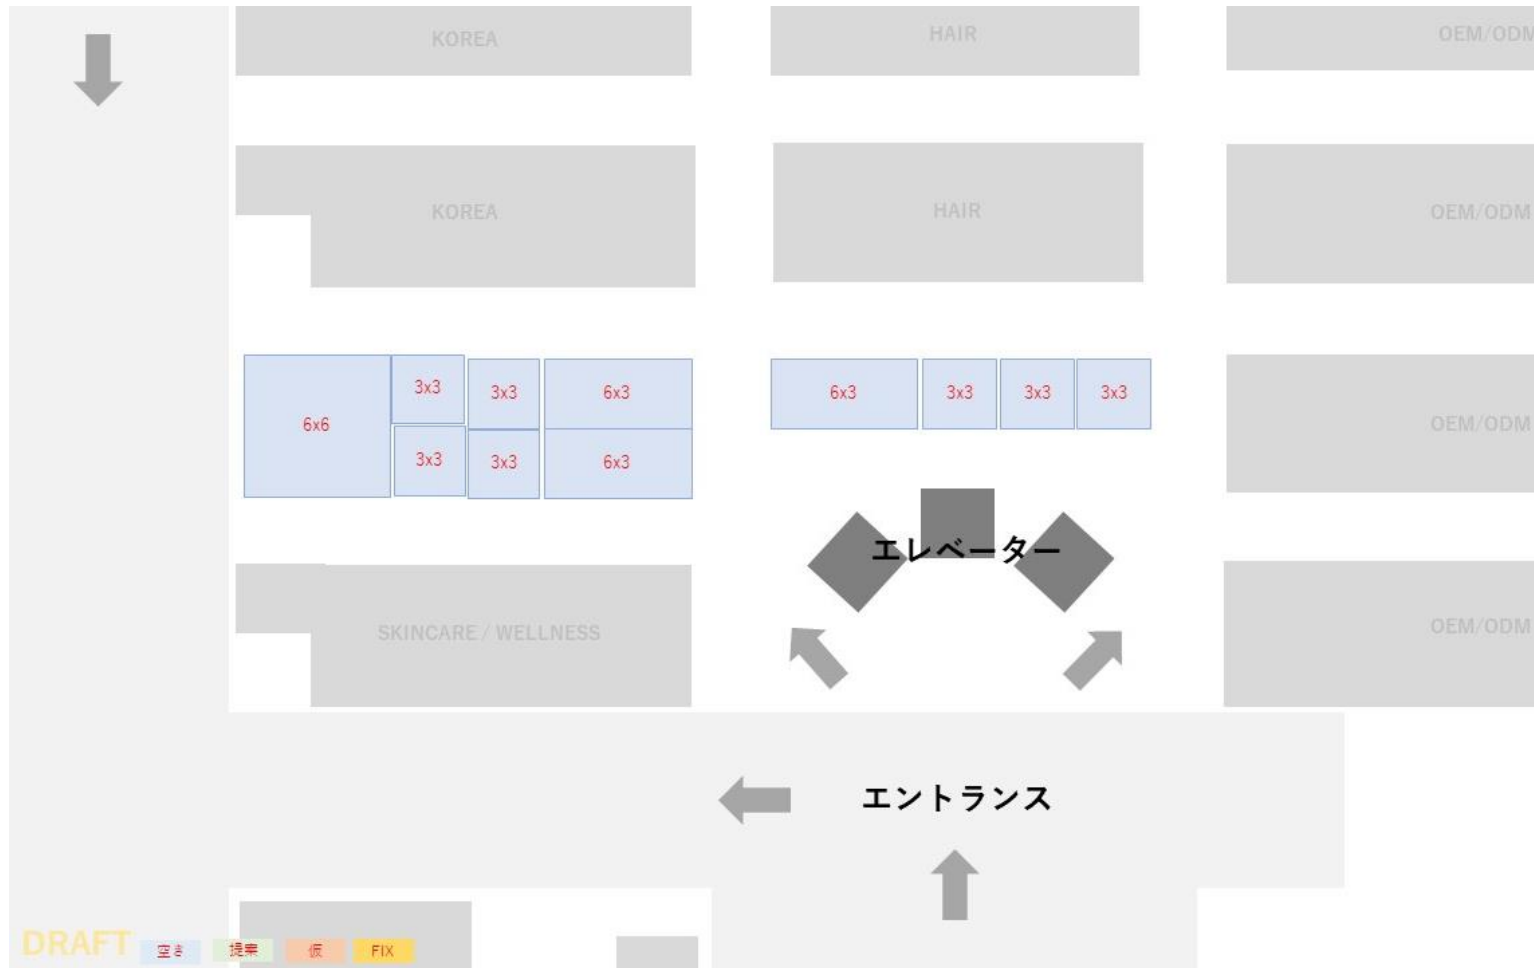 KOREA
HAIR
OEM/ODM
KOREA
HAIR
OEM/ODM
6x6
3x3
3x3
6x3
3x3
3x3
6x3
6x3
3x3
3x3
3x3
OEM/ODM
エレベーター
SKINCARE / WELLNESS
OEM/ODM
エントランス
DRAFT
空き
提案
仮
FIX